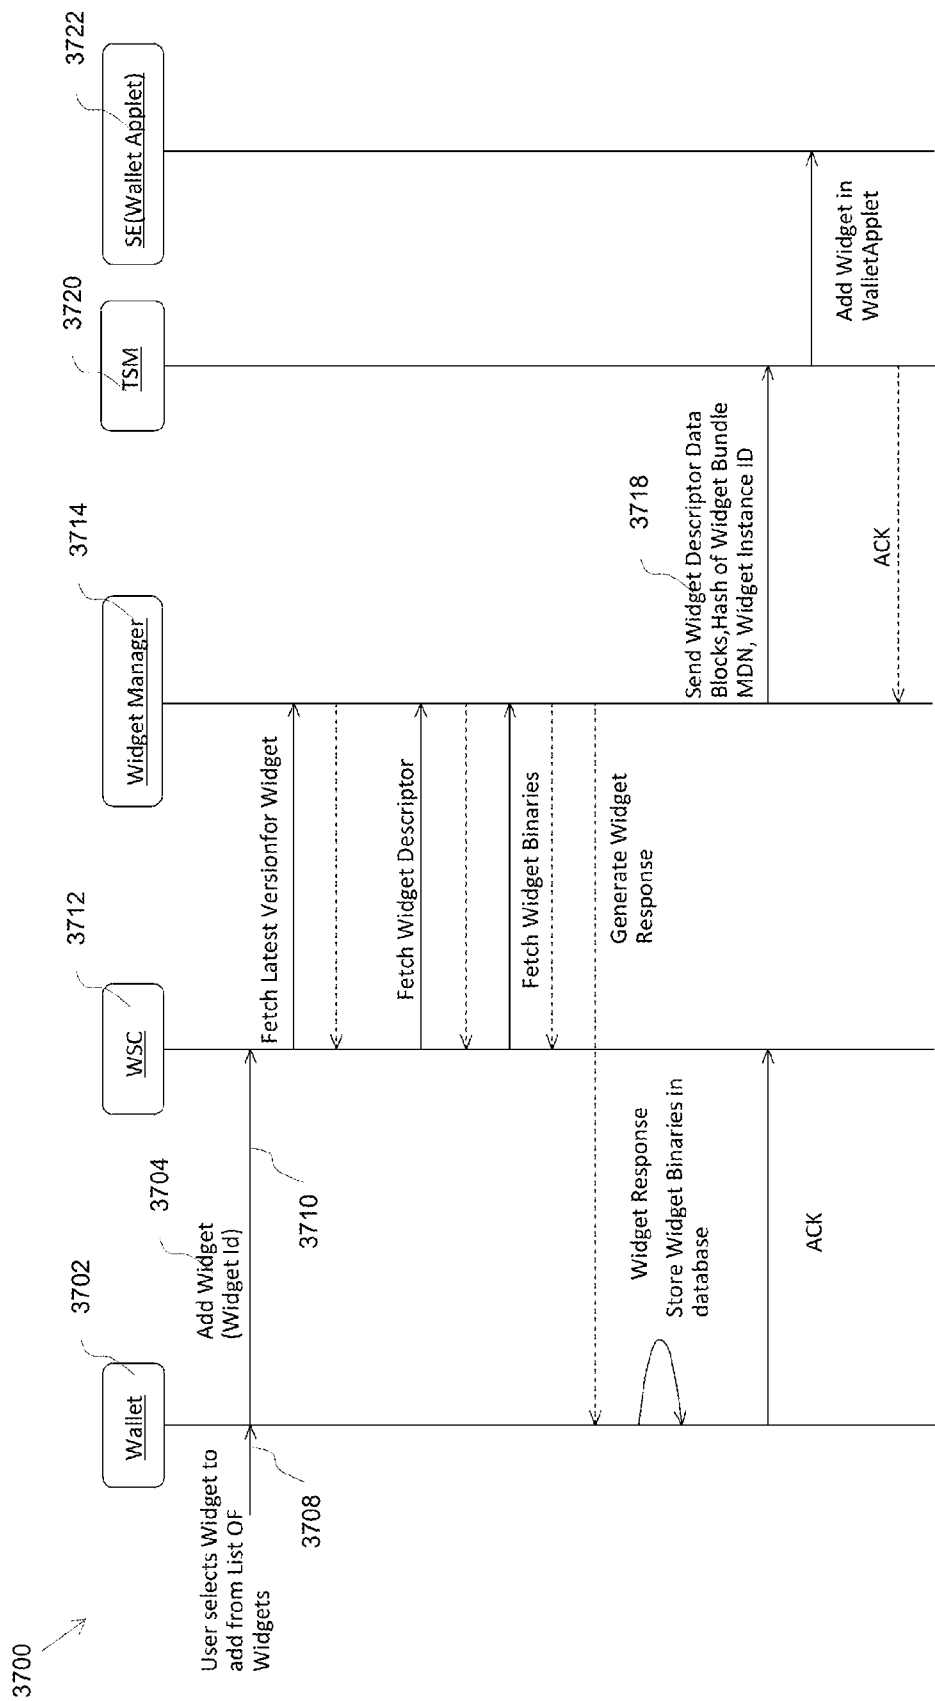 3700
3702
Wallet
3712
WSC
3714
Widget Manager
3720
TSM
3722
SE(Wallet Applet)
User selects Widget to
add from List OF
Widgets
3708
3704
Add Widget
(Widget Id)
3710
Fetch Latest Versionfor Widget
Fetch Widget Descriptor
Fetch Widget Binaries
Generate Widget
Response
Widget Response
Store Widget Binaries in
database
ACK
3718
Send Widget Descriptor Data
Blocks,Hash of Widget Bundle
MDN, Widget Instance ID
Add Widget in
WalletApplet
ACK